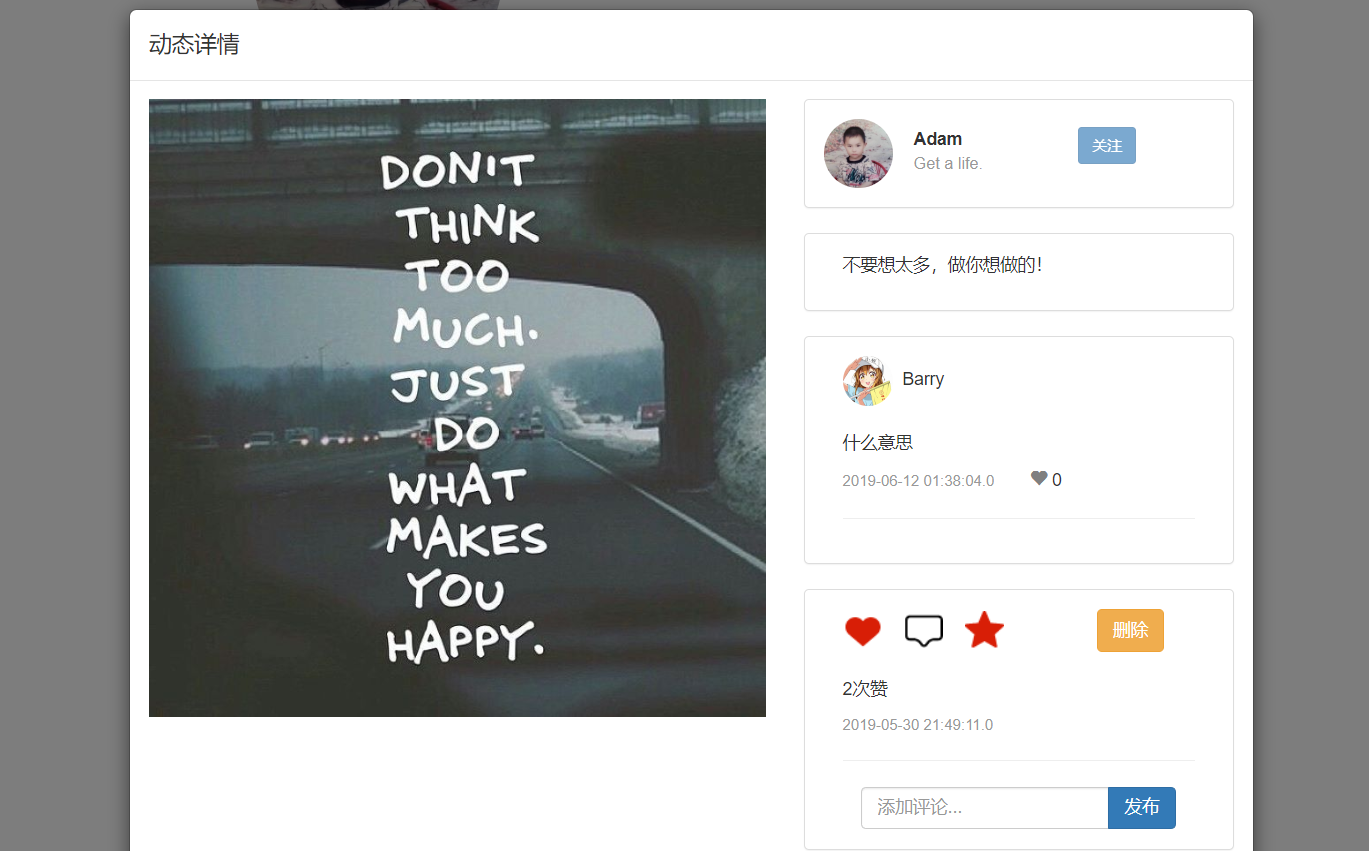 动态详情
DON'T
THINK
TOO
MUCH.
JUST
DO
WHAT
MAKES
YOU
HAPPY.
Adam
关注
Get a life.
不要想太多，做你想做的！
Barry
什么意思
2019-06-12 01:38:04.0 0
删除
2次赞
2019-05-30 21:49:11.0
添加评论...
发布